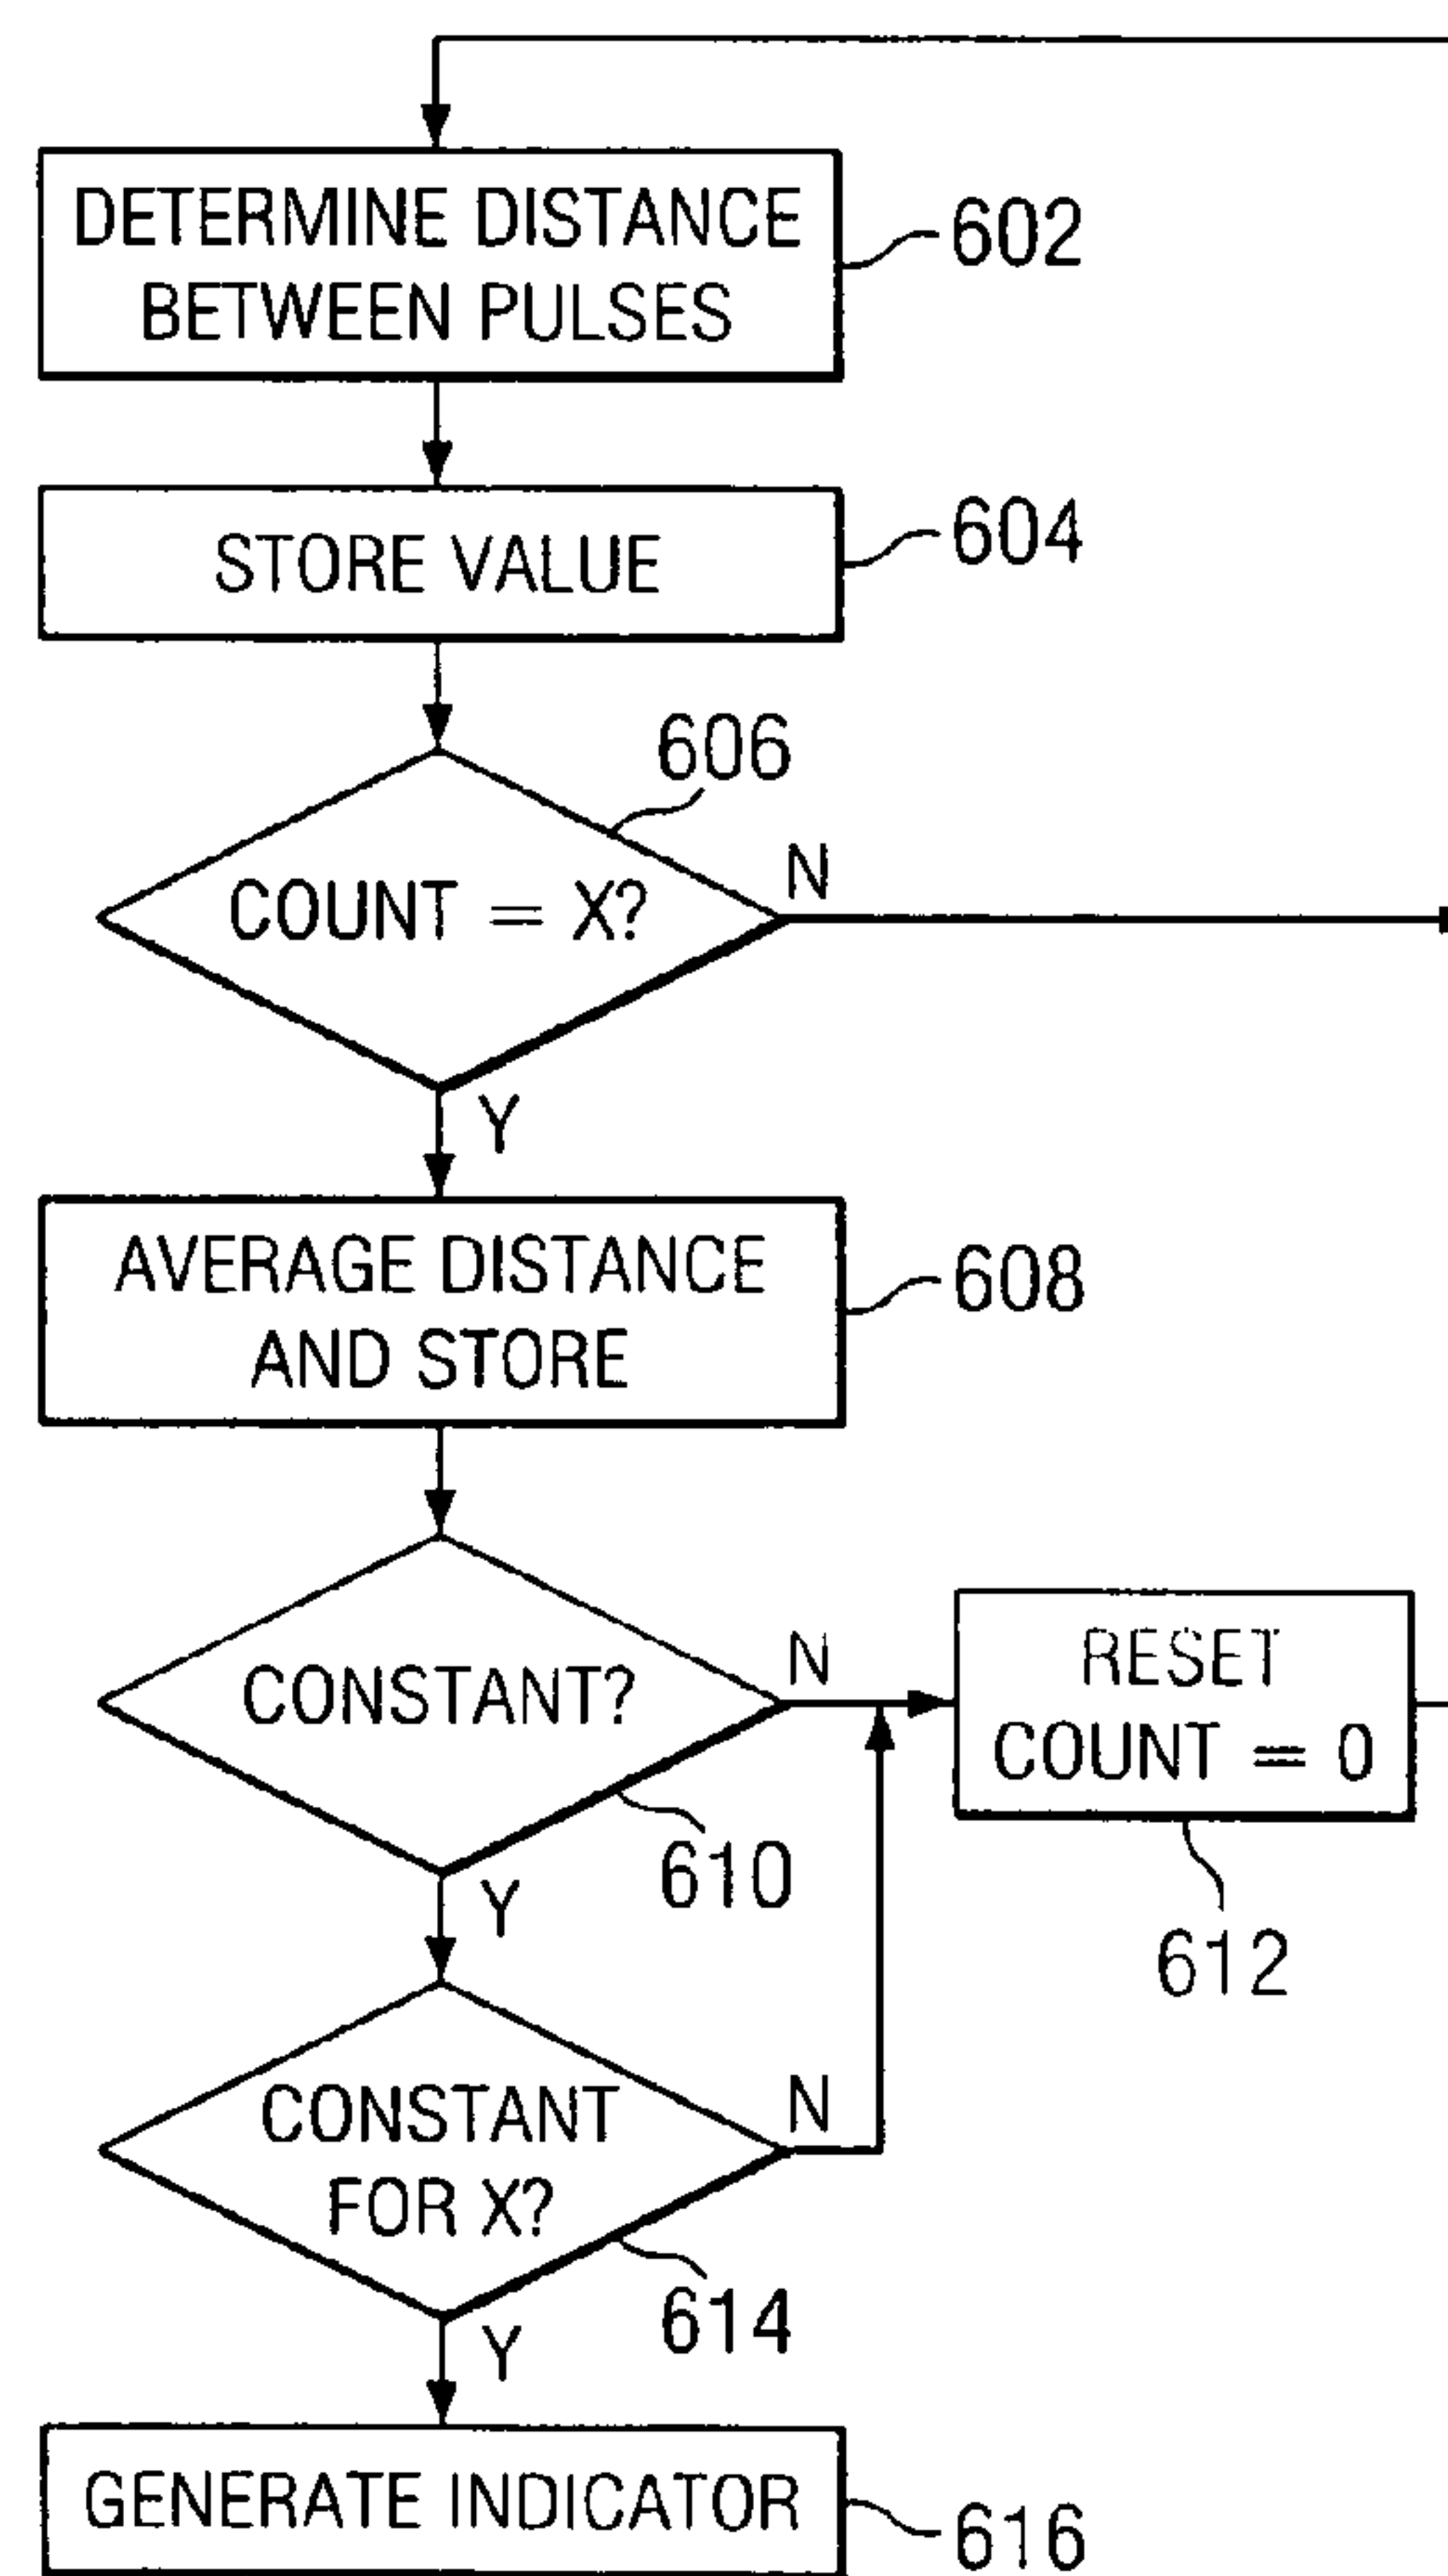 DETERMINE DISTANCE
BETWEEN PULSES
602
STORE VALUE
604
606
COUNT = X?
N
Y
AVERAGE DISTANCE
AND STORE
608
CONSTANT?
N
RESET
COUNT = 0
610
Y
612
CONSTANT
FOR X?
N
614
Y
GENERATE INDICATOR
616